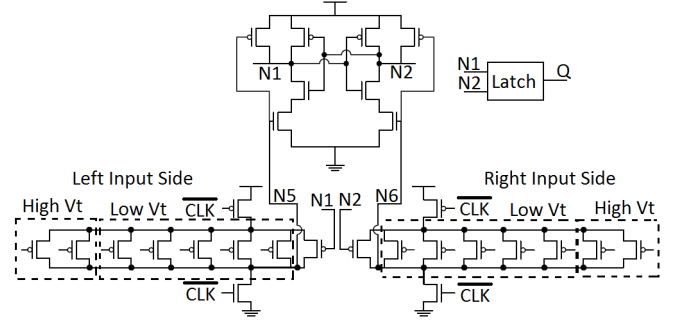 N1
N2
N1
N2
Latch
Q
Left Input Side
N5
N1
N2
N6
Right Input Side
High Vt
Low Vt
CLK
CLK
Low Vt
High Vt
CLK
CLK